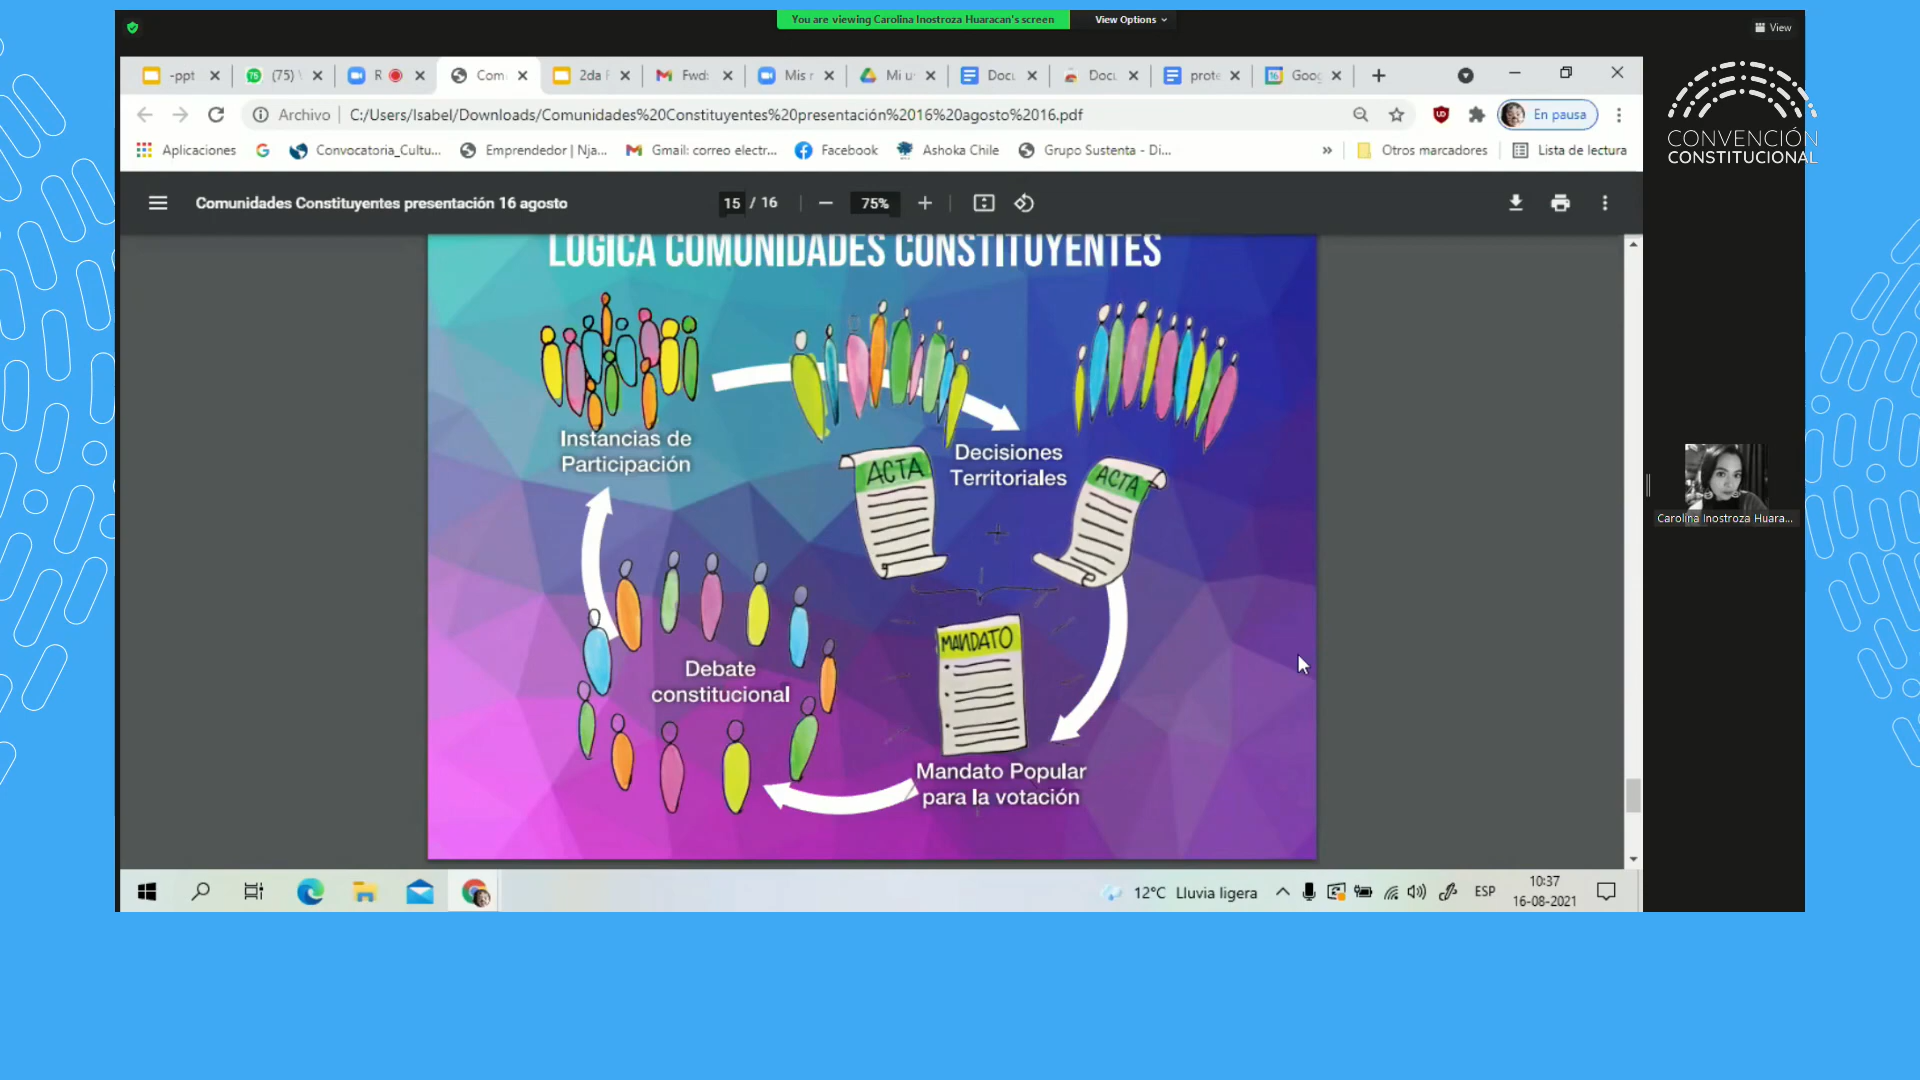 You are viewing Carolina Inostroza Huaracan's screen
View Options
View
-ppt
(75)
R
Com
2da
Fwd:
Mis r
Mi u
Docu
Docu
prote
Goog
Archivo
C:/Users/Isabel/Downloads/Comunidades%20Constituyentes%20presentación%2016%20agosto%2016.pdf
En pausa
Aplicaciones
Convocatoria_Cultu...
Emprendedor | Nja...
Gmail: correo electr...
Facebook
Ashoka Chile
Grupo Sustenta - Di...
»
Otros marcadores
Lista de lectura
CONVENCIÓN
CONSTITUCIONAL
Comunidades Constituyentes presentación 16 agosto
15 / 16
75%
LÓGICA COMUNIDADES CONSTITUYENTES
Instancias de
Participación
Decisiones
Territoriales
ACTA
ACTA
MANDATO
Debate
constitucional
Mandato Popular
para la votación
Carolina Inostroza Huara...
12°C Lluvia ligera
ESP
10:37
16-08-2021